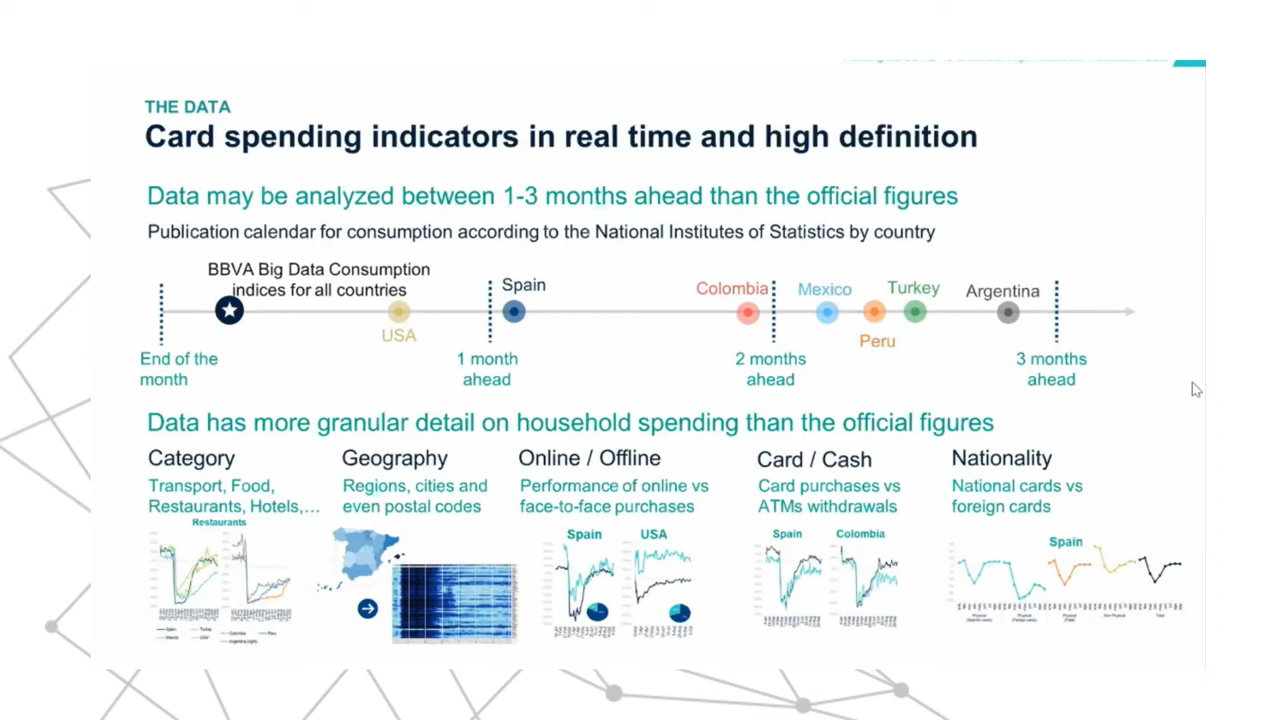 THE DATA
Card spending indicators in real time and high definition
Data may be analyzed between 1-3 months ahead than the official figures
Publication calendar for consumption according to the National Institutes of Statistics by country
BBVA Big Data Consumption
indices for all countries
USA
Spain
Colombia
Mexico
Peru
Turkey
Argentina
End of the
month
1 month
ahead
2 months
ahead
3 months
ahead
Data has more granular detail on household spending than the official figures
Category
Transport, Food,
Restaurants, Hotels,…
Restaurants
Geography
Regions, cities and
even postal codes
Online / Offline
Performance of online vs
face-to-face purchases
Spain
USA
Card / Cash
Card purchases vs
ATMs withdrawals
Spain
Colombia
Nationality
National cards vs
foreign cards
Spain